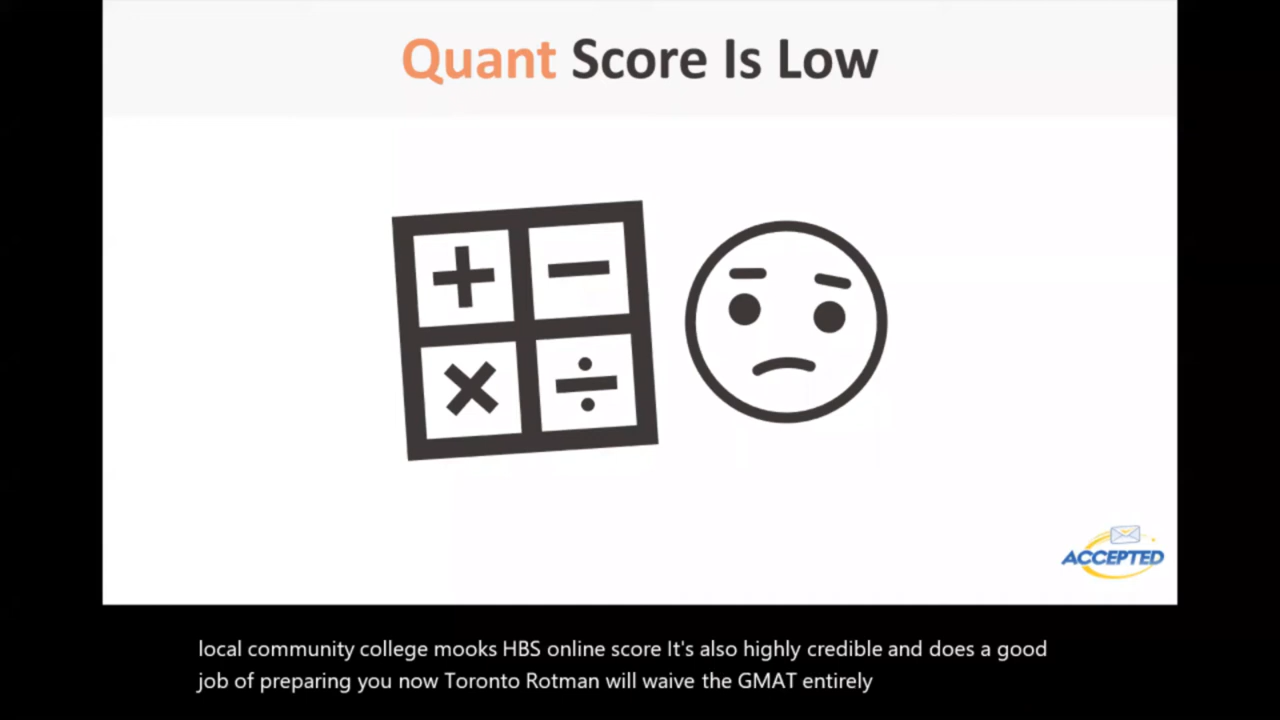 Quant Score Is Low
+ −
× ÷
ACCEPTED
local community college mooks HBS online score It's also highly credible and does a good
job of preparing you now Toronto Rotman will waive the GMAT entirely